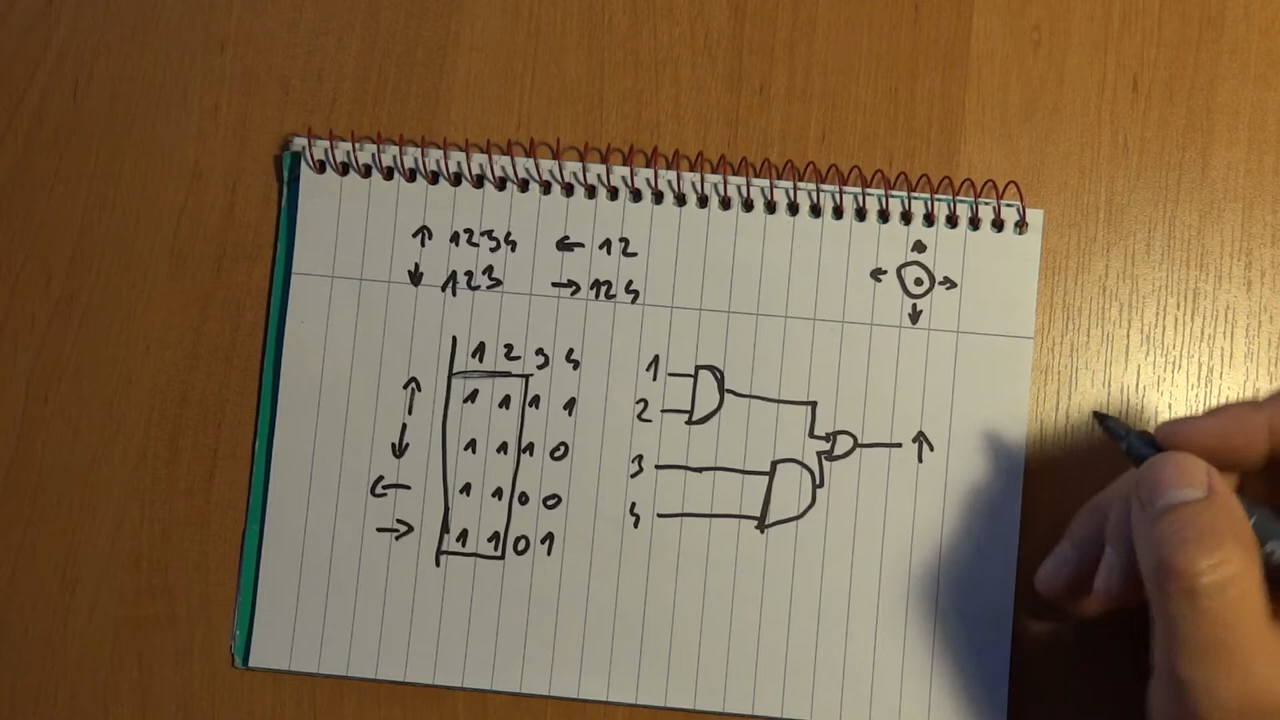 ↑ 1234 ← 12
↓ 123 → 124
1 2 3 4
↑ 1 1 1 1
↓ 1 1 1 0
← 1 1 0 0
→ 1 1 0 1
1
2
3
4
↑